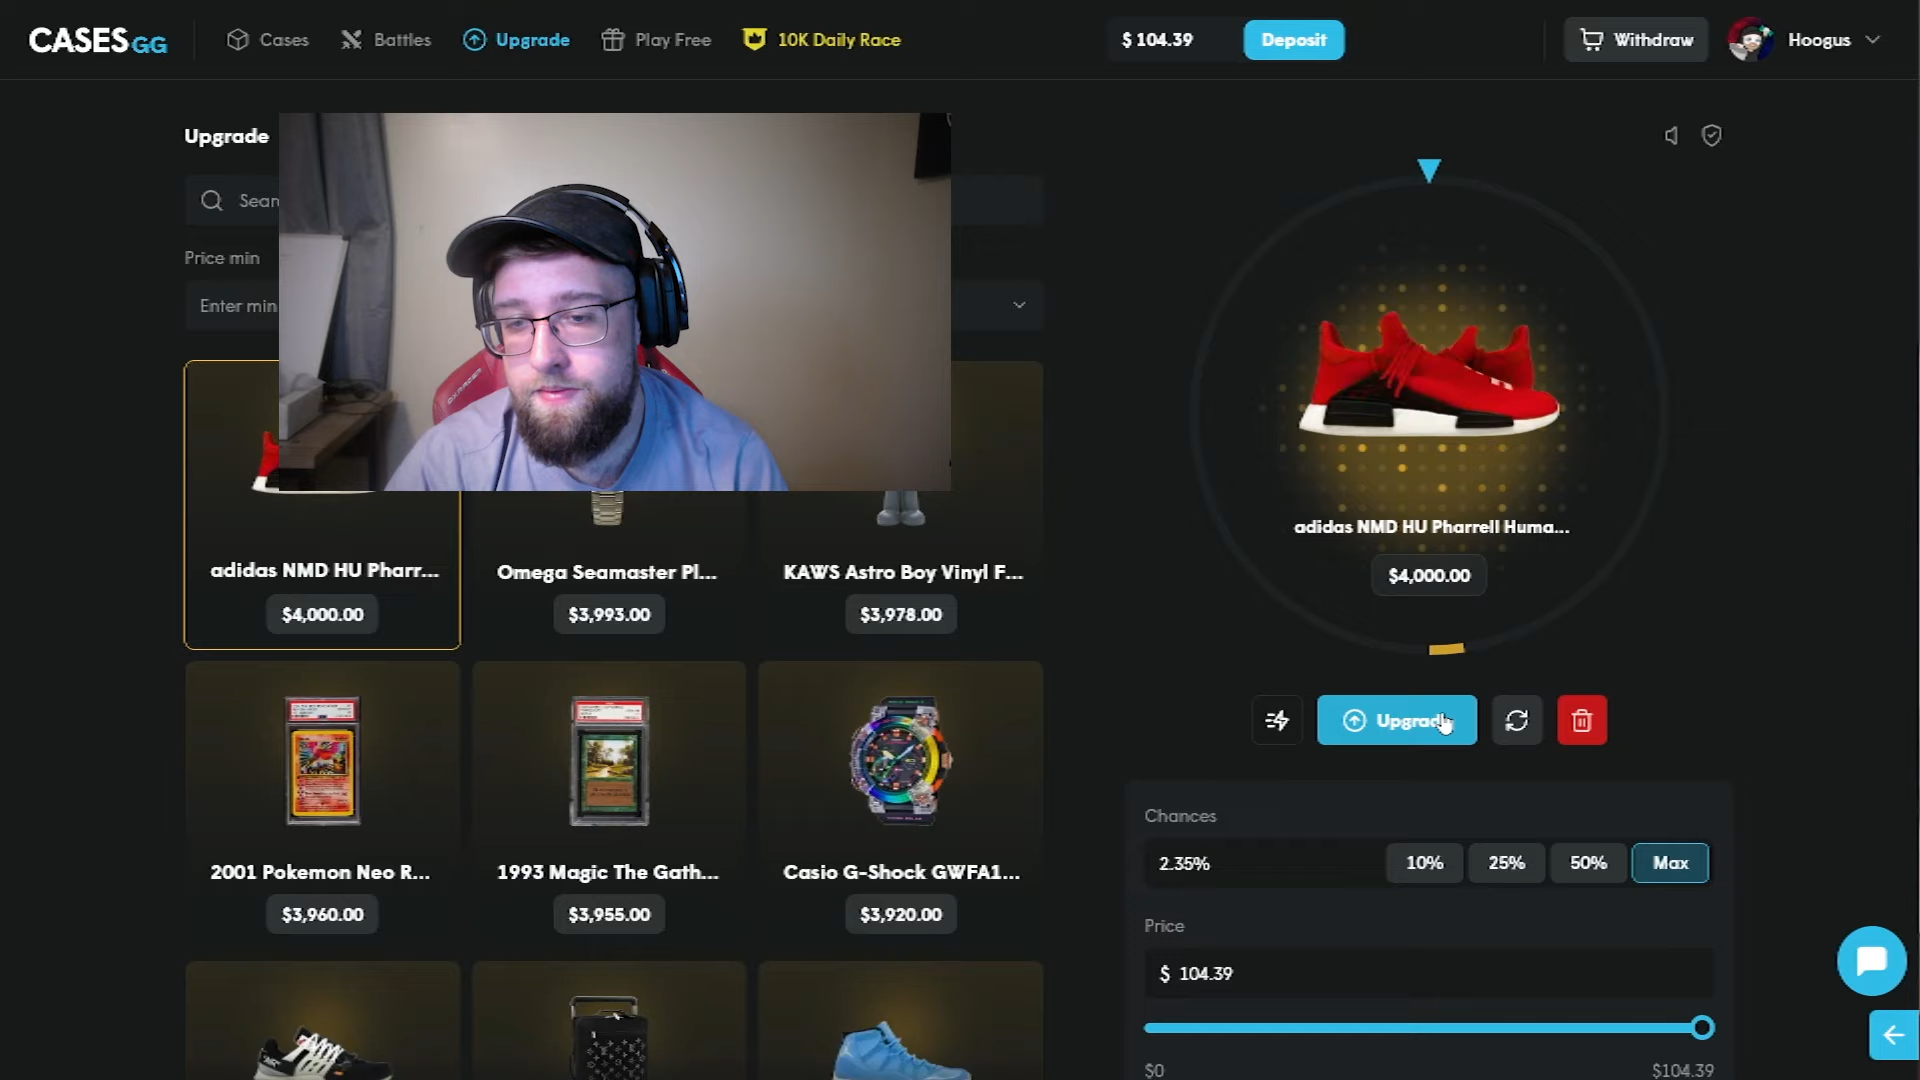 CASES GG
Cases
Battles
Upgrade
Play Free
10K Daily Race
$ 104.39
Deposit
Withdraw
Hoogus
Upgrade
Sear
Price min
Enter min
adidas NMD HU Pharr...
$4,000.00
Omega Seamaster Pl...
$3,993.00
KAWS Astro Boy Vinyl F...
$3,978.00
2001 Pokemon Neo R...
$3,960.00
1993 Magic The Gath...
$3,955.00
Casio G-Shock GWFA1...
$3,920.00
adidas NMD HU Pharrell Huma...
$4,000.00
Upgrade
Chances
2.35%
10%
25%
50%
Max
Price
$ 104.39
$0
$104.39